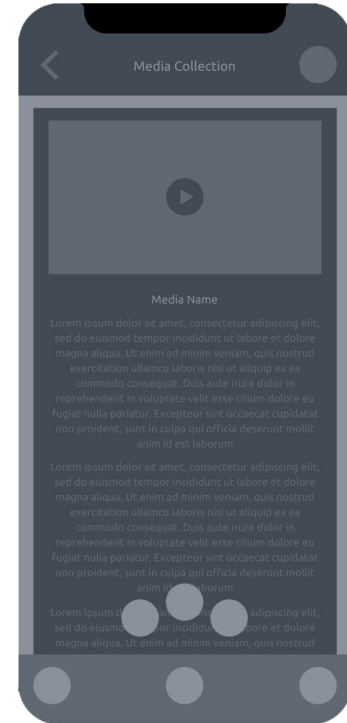 Media Collection
Media Name
Lorem ipsum dolor sit amet, consectetur adipiscing elit,
sed do eiusmod tempor incididunt ut labore et dolore
magna aliqua. Ut enim ad minim veniam, quis nostrud
exercitation ullamco laboris nisi ut aliquip ex ea
commodo consequat. Duis aute irure dolor in
reprehenderit in voluptate velit esse cillum dolore eu
fugiat nulla pariatur. Excepteur sint occaecat cupidatat
non proident, sunt in culpa qui officia deserunt mollit
anim id est laborum
Lorem ipsum dolor sit amet, consectetur adipiscing elit,
sed do eiusmod tempor incididunt ut labore et dolore
magna aliqua. Ut enim ad minim veniam, quis nostrud
exercitation ullamco laboris nisi ut aliquip ex ea
commodo consequat. Duis aute irure dolor in
reprehenderit in voluptate velit esse cillum dolore eu
fugiat nulla pariatur. Excepteur sint occaecat cupidatat
non proident, sunt in culpa qui officia deserunt mollit
anim
Lorem ipsum adipiscing elit,
sed do et dolore
magna aliqua. Ut enim ad minim veniam, quis nostrud